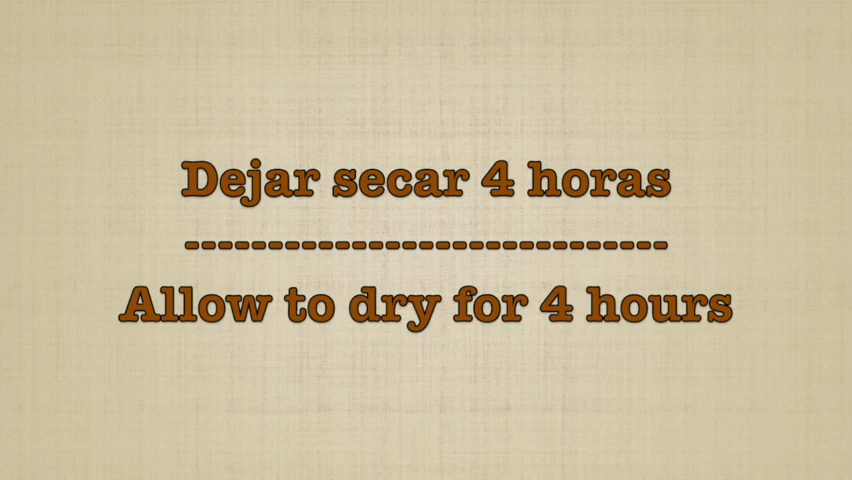 Dejar secar 4 horas
-----------------------------
Allow to dry for 4 hours